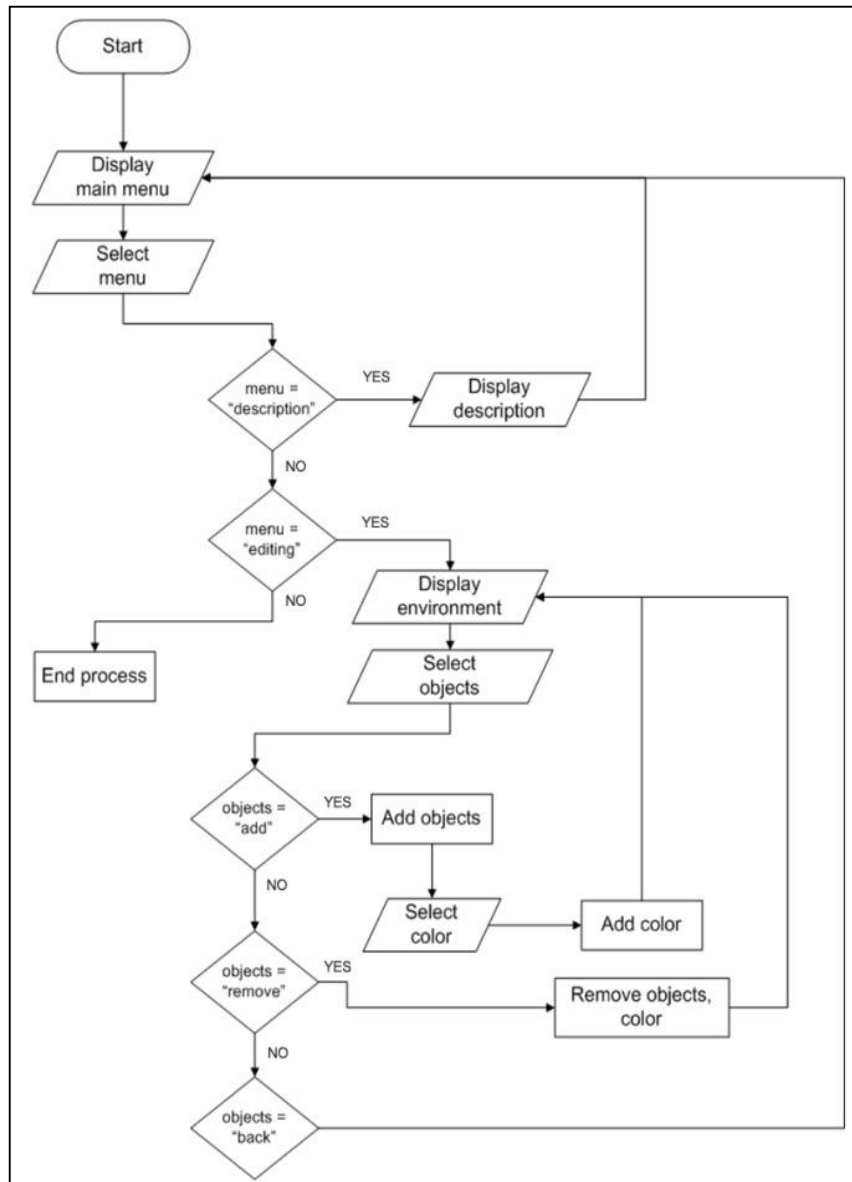 Start
Display
main menu
Select
menu
menu =
“description”
YES
Display
description
NO
menu =
“editing”
YES
Display
environment
NO
End process
Select
objects
objects =
“add”
YES
Add objects
NO
Select
color
Add color
objects =
“remove”
YES
Remove objects,
color
NO
objects =
“back”